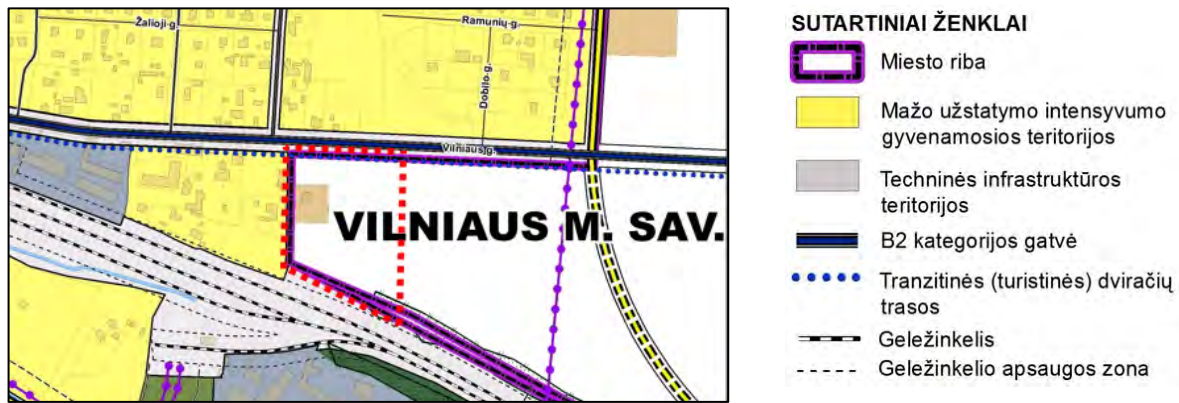 Žalioji g.
Ramunių g.
Dobilo g.
Vilniaus g.
VILNIAUS M. SAV.
SUTARTINIAI ŽENKLAI
Miesto riba
Mažo užstatymo intensyvumo
gyvenamosios teritorijos
Techninės infrastruktūros
teritorijos
B2 kategorijos gatvė
Tranzitinės (turistinės) dviračių
trasos
Geležinkelis
Geležinkelio apsaugos zona